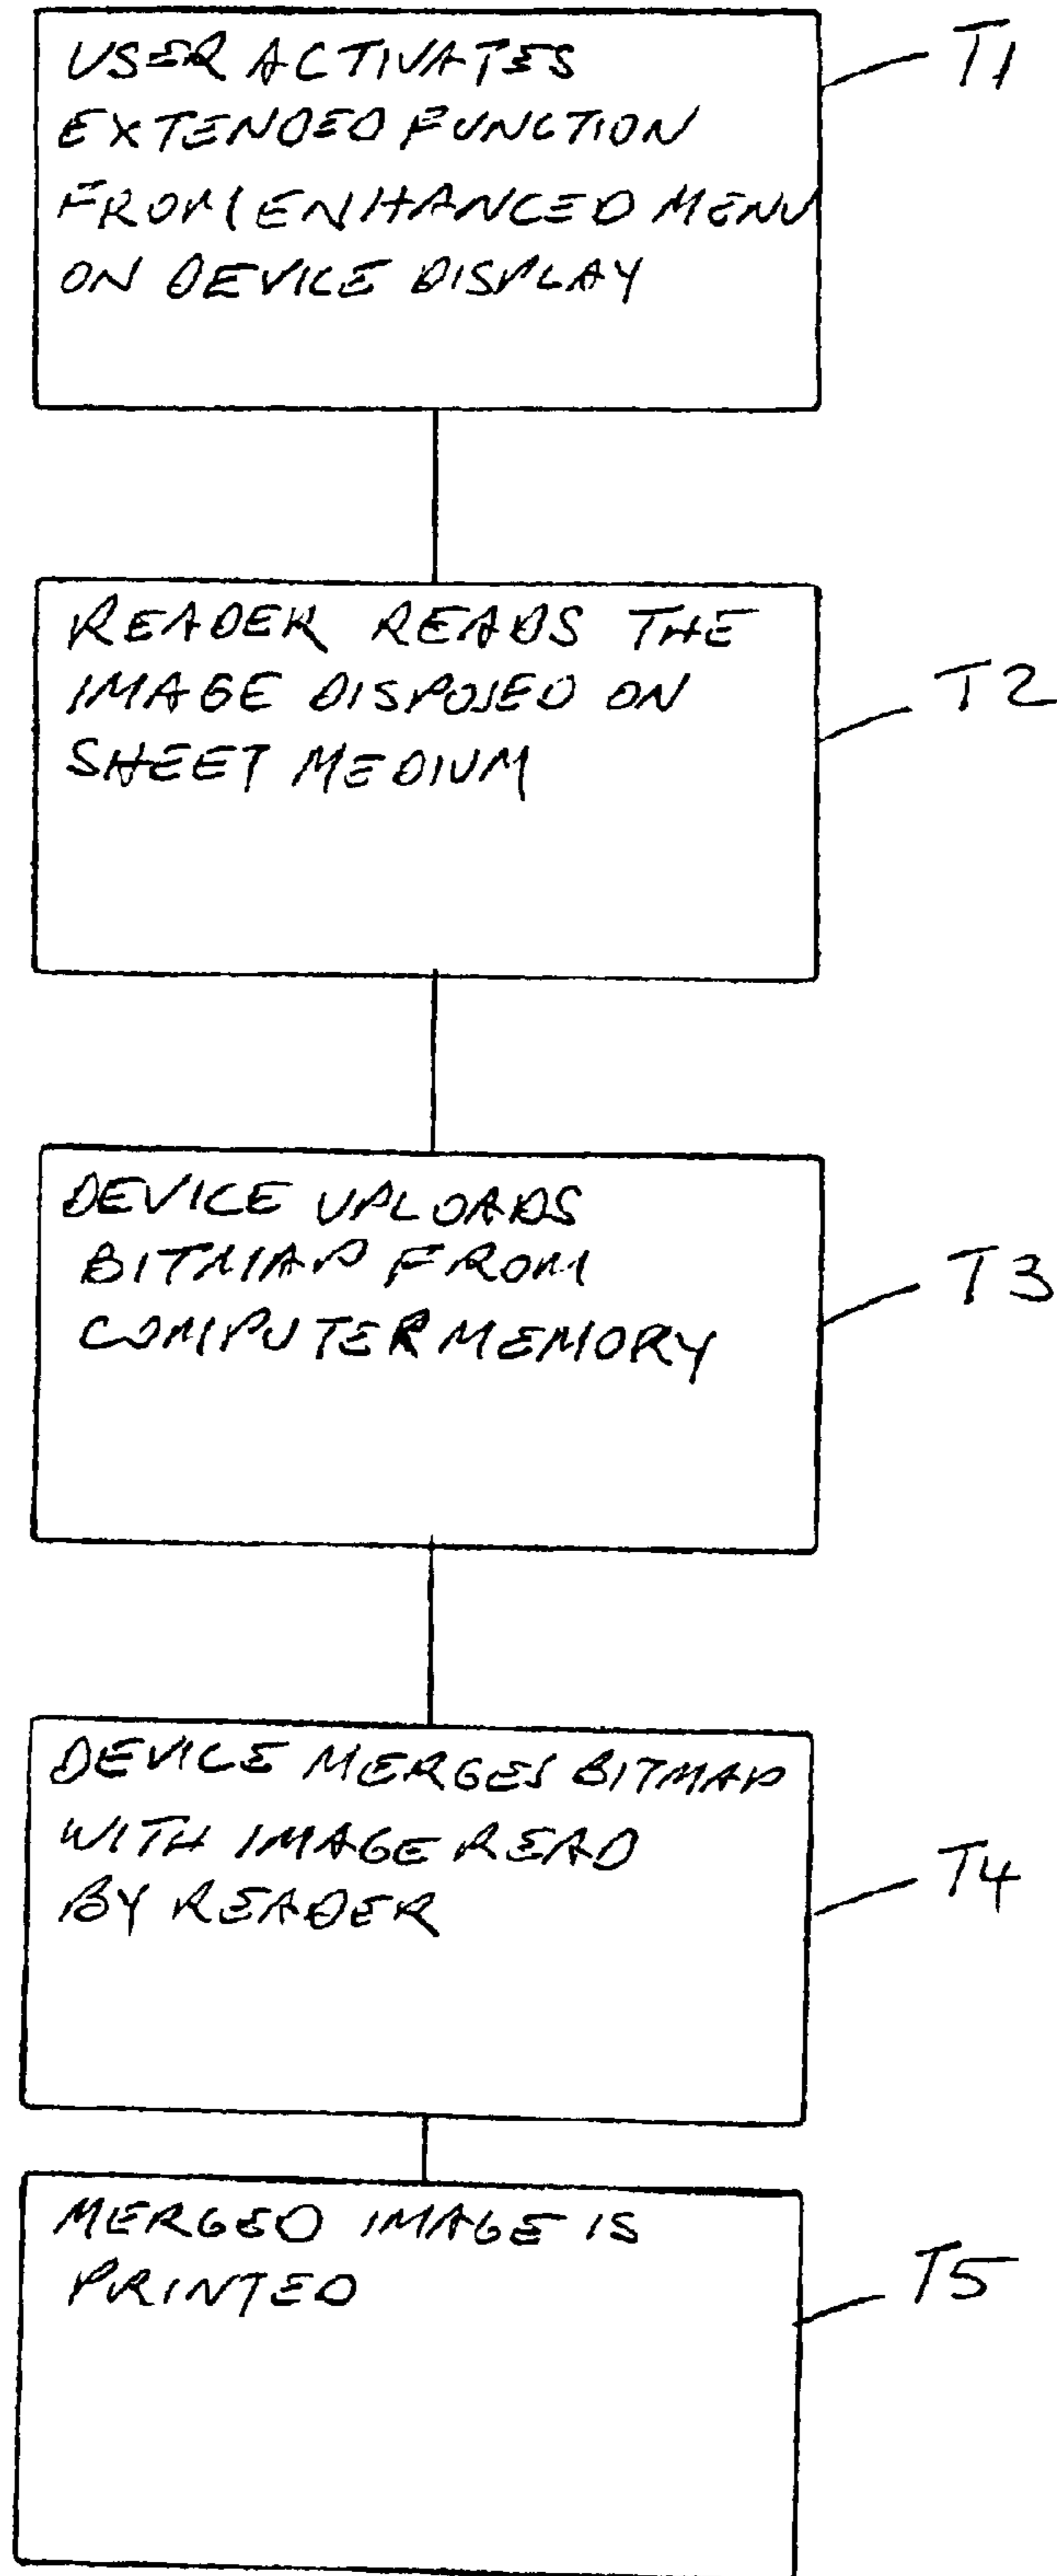 USER ACTIVATES
EXTENDED FUNCTION
FROM ENHANCED MENU
ON DEVICE DISPLAY
T1
READER READS THE
IMAGE DISPOSED ON
SHEET MEDIUM
T2
DEVICE UPLOADS
BITMAP FROM
COMPUTER MEMORY
T3
DEVICE MERGES BITMAP
WITH IMAGE READ
BY READER
T4
MERGED IMAGE IS
PRINTED
T5